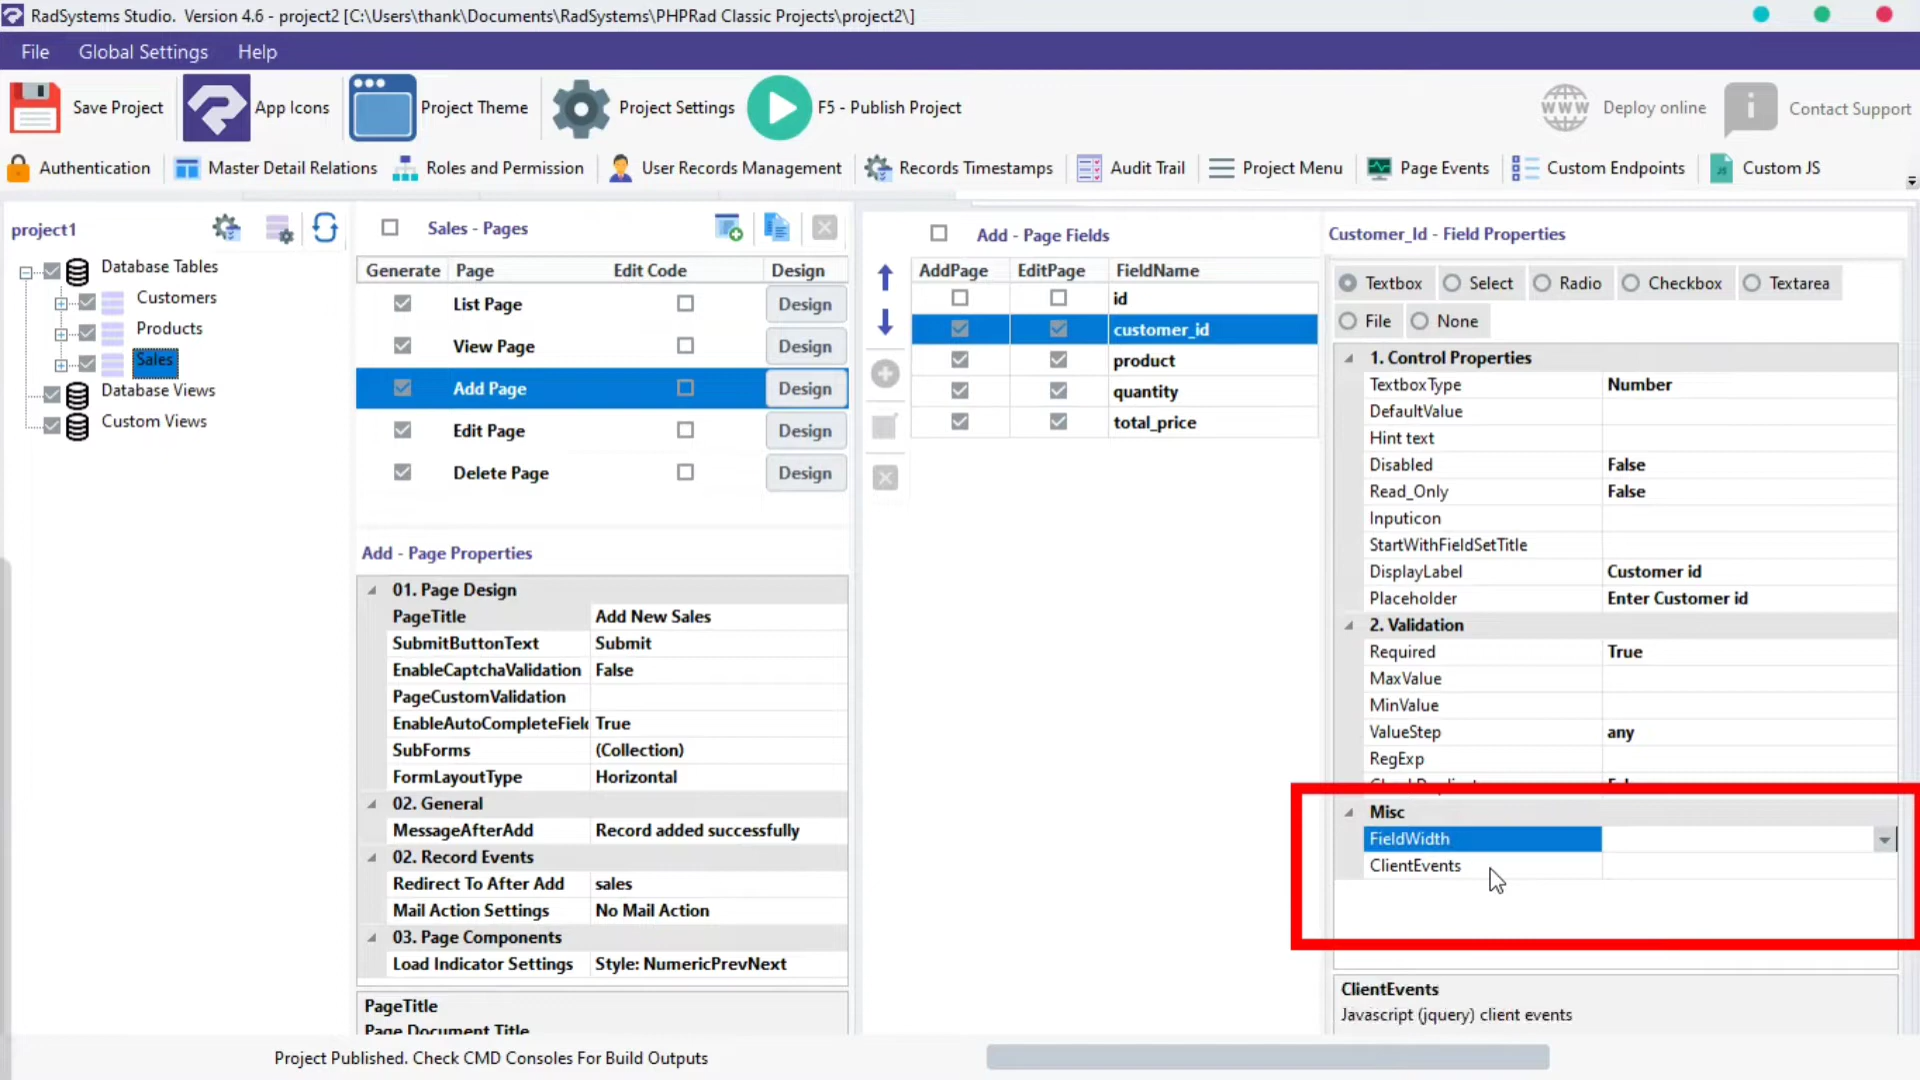 RadSystems Studio. Version 4.6 - project2 [C:\Users\thank\Documents\RadSystems\PHPRad Classic Projects\project2\]
File Global Settings Help
Save Project App Icons Project Theme Project Settings F5 - Publish Project WWW Deploy online Contact Support
Authentication Master Detail Relations Roles and Permission User Records Management Records Timestamps Audit Trail Project Menu Page Events Custom Endpoints Custom JS
project1
Database Tables
Customers
Products
Sales
Database Views
Custom Views
Sales - Pages
Generate Page Edit Code Design
List Page Design
View Page Design
Add Page Design
Edit Page Design
Delete Page Design
Add - Page Properties
01. Page Design
PageTitle Add New Sales
SubmitButtonText Submit
EnableCaptchaValidation False
PageCustomValidation
EnableAutoCompleteField True
SubForms (Collection)
FormLayoutType Horizontal
02. General
MessageAfterAdd Record added successfully
02. Record Events
Redirect To After Add sales
Mail Action Settings No Mail Action
03. Page Components
Load Indicator Settings Style: NumericPrevNext
PageTitle
Page Document Title
Add - Page Fields
AddPage EditPage FieldName
id
customer_id
product
quantity
total_price
Customer_Id - Field Properties
Textbox Select Radio Checkbox Textarea
File None
1. Control Properties
TextboxType Number
DefaultValue
Hint text
Disabled False
Read_Only False
Inputicon
StartWithFieldSetTitle
DisplayLabel Customer id
Placeholder Enter Customer id
2. Validation
Required True
MaxValue
MinValue
ValueStep any
RegExp
Misc
FieldWidth
ClientEvents
ClientEvents
Javascript (jquery) client events
Project Published. Check CMD Consoles For Build Outputs